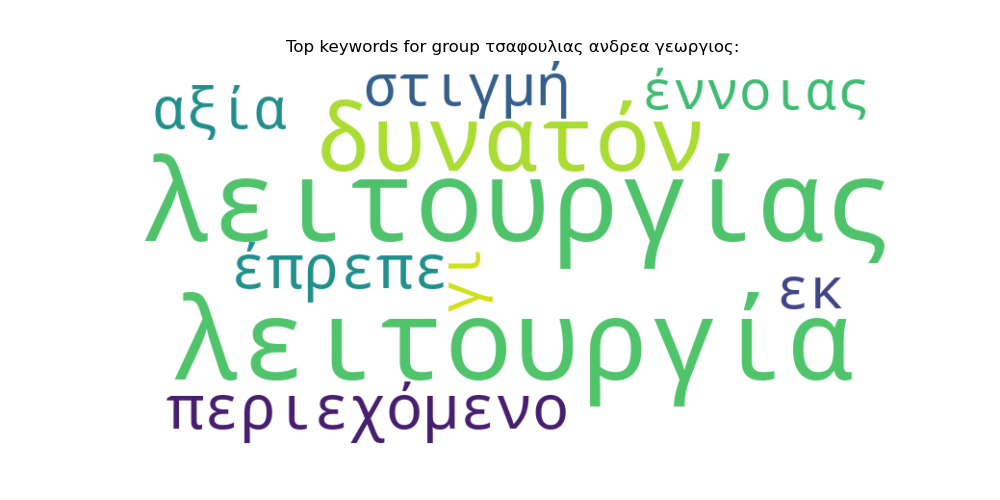 Top keywords for group τσαφουλιας ανδρεα γεωργιος:
στιγμή
έννοιας
αξία
δυνατόν
λειτουργίας
έπρεπε
γι
εκ
λειτουργία
περιεχόμενο